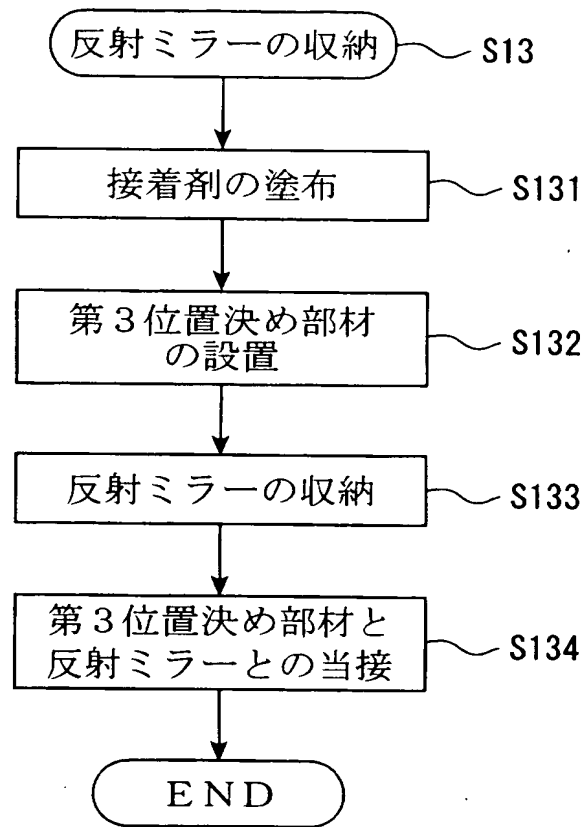 反射ミラーの収納
S13
接着剤の塗布
S131
第３位置決め部材
の設置
S132
反射ミラーの収納
S133
第３位置決め部材と
反射ミラーとの当接
S134
END